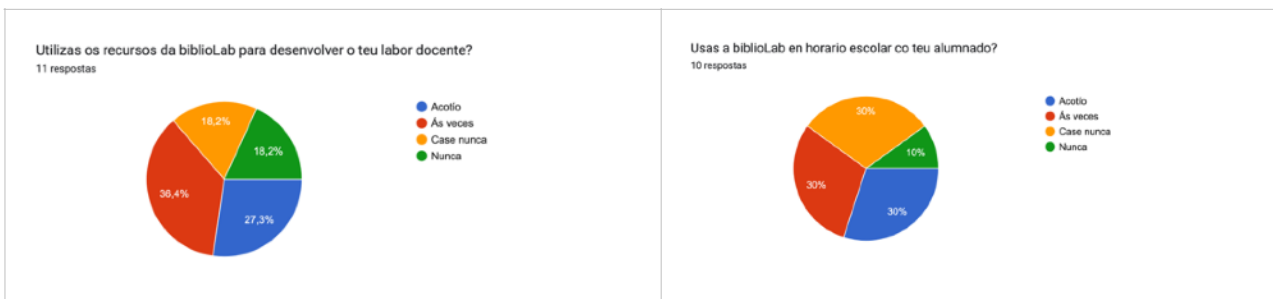 Utilizas os recursos da biblioLab para desenvolver o teu labor docente?
11 respostas
Acotío
Ás veces
Case nunca
Nunca
18,2%
18,2%
36,4%
27,3%
Usas a biblioLab en horario escolar co teu alumnado?
10 respostas
Acotío
Ás veces
Case nunca
Nunca
30%
10%
30%
30%